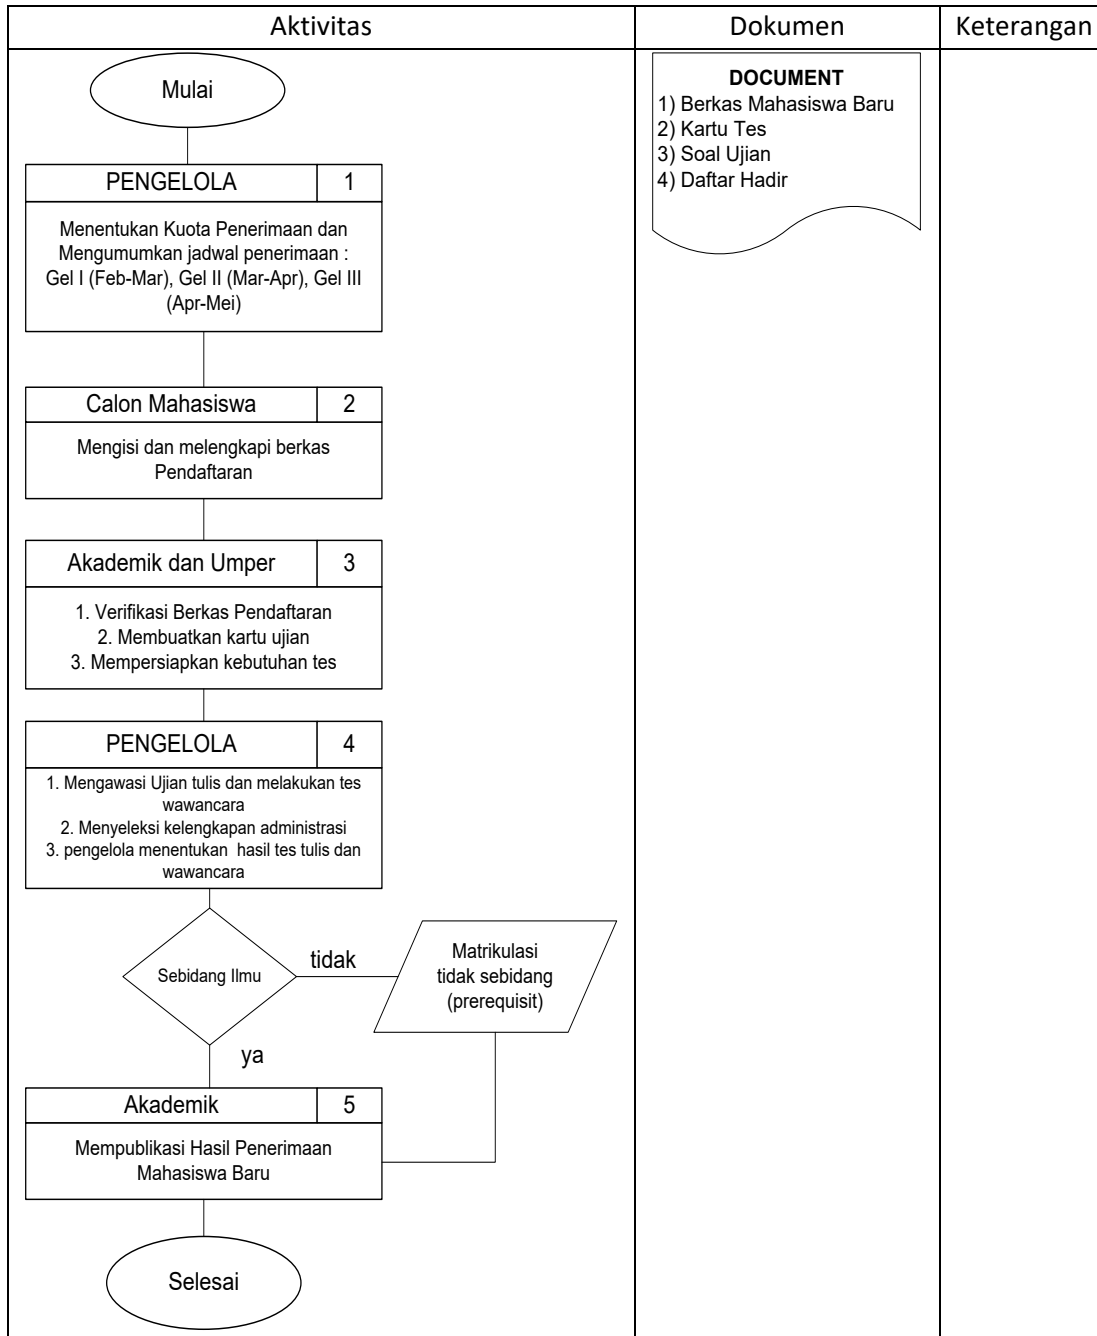 Aktivitas
Dokumen
Keterangan
Mulai
DOCUMENT
1) Berkas Mahasiswa Baru
2) Kartu Tes
3) Soal Ujian
4) Daftar Hadir
PENGELOLA
1
Menentukan Kuota Penerimaan dan
Mengumumkan jadwal penerimaan :
Gel I (Feb-Mar), Gel II (Mar-Apr), Gel III
(Apr-Mei)
Calon Mahasiswa
2
Mengisi dan melengkapi berkas
Pendaftaran
Akademik dan Umper
3
1. Verifikasi Berkas Pendaftaran
2. Membuatkan kartu ujian
3. Mempersiapkan kebutuhan tes
PENGELOLA
4
1. Mengawasi Ujian tulis dan melakukan tes
wawancara
2. Menyeleksi kelengkapan administrasi
3. pengelola menentukan hasil tes tulis dan
wawancara
Sebidang Ilmu
tidak
Matrikulasi
tidak sebidang
(prerequisit)
ya
Akademik
5
Mempublikasi Hasil Penerimaan
Mahasiswa Baru
Selesai